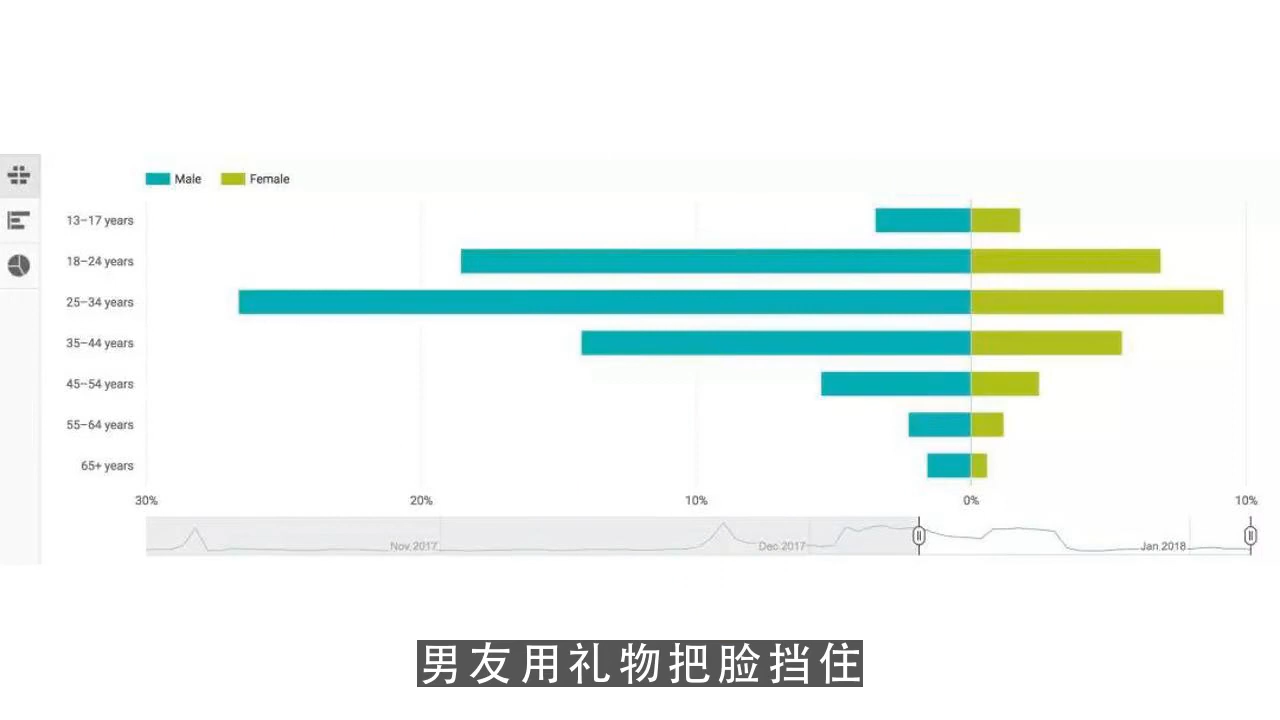 Male Female
13–17 years
18–24 years
25–34 years
35–44 years
45–54 years
55–64 years
65+ years
30% 20% 10% 0% 10%
Nov 2017 Dec 2017 Jan 2018
男友用礼物把脸挡住